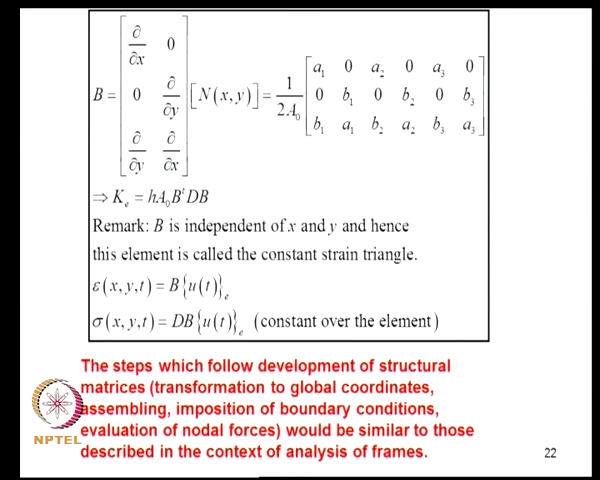 B = [∂/∂x 0; 0 ∂/∂y; ∂/∂y ∂/∂x] [N(x, y)] = 1/2A₀ [a₁ 0 a₂ 0 a₃ 0; 0 b₁ 0 b₂ 0 b₃; b₁ a₁ b₂ a₂ b₃ a₃]
⇒ Kₑ = hA₀BᵗDB
Remark: B is independent of x and y and hence
this element is called the constant strain triangle.
ε(x, y, t) = B{u(t)}ₑ
σ(x, y, t) = DB{u(t)}ₑ (constant over the element)
The steps which follow development of structural
matrices (transformation to global coordinates,
assembling, imposition of boundary conditions,
evaluation of nodal forces) would be similar to those
described in the context of analysis of frames.
NPTEL
22